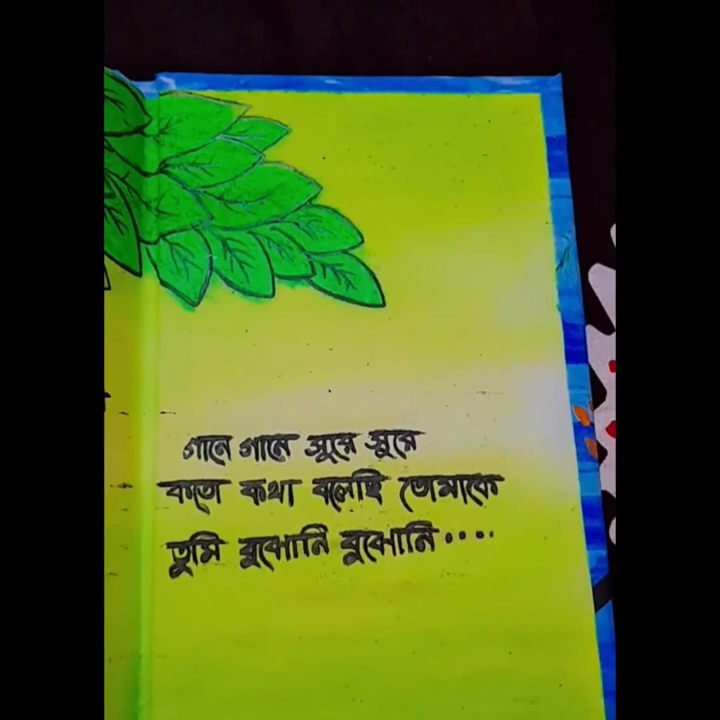 গানে গানে সুরে সুরে
কতো কথা বলেছি তোমাকে
তুমি বুঝোনি বুঝোনি....